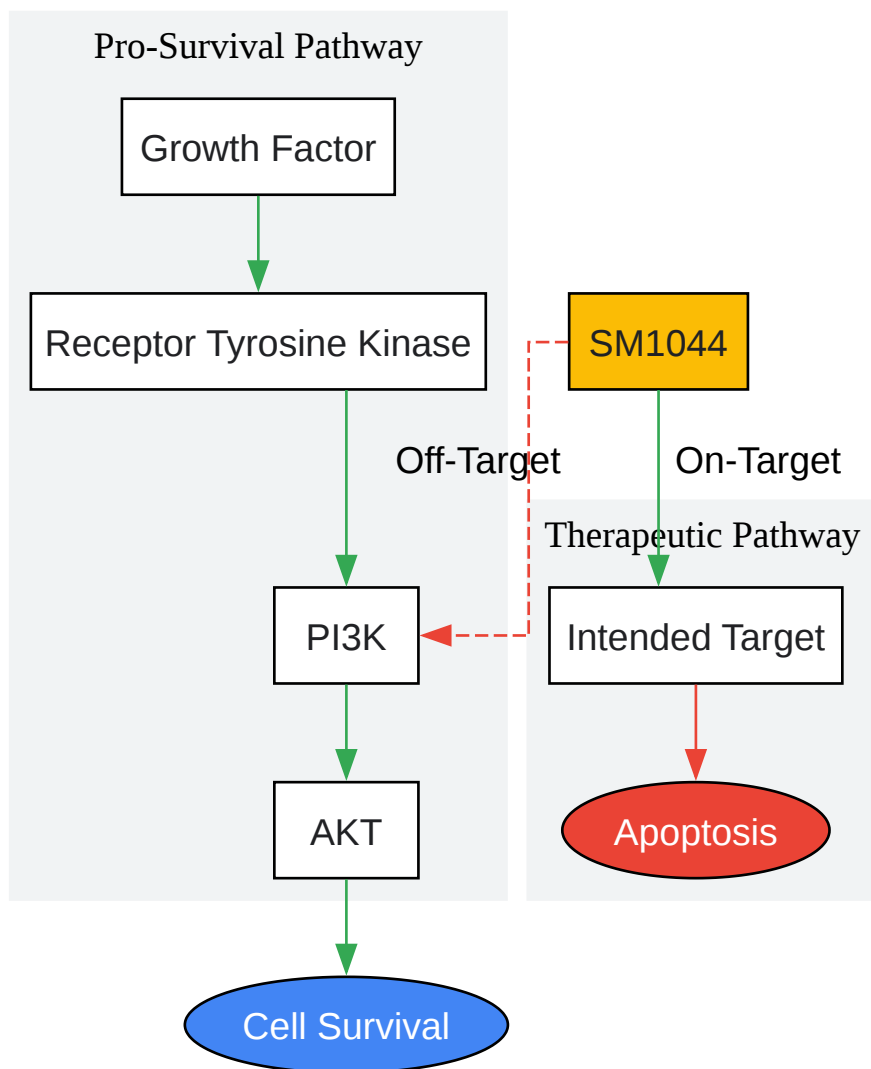 Pro-Survival Pathway
Growth Factor
Receptor Tyrosine Kinase
SM1044
Off-Target
On-Target
Therapeutic Pathway
PI3K
Intended Target
AKT
Apoptosis
Cell Survival